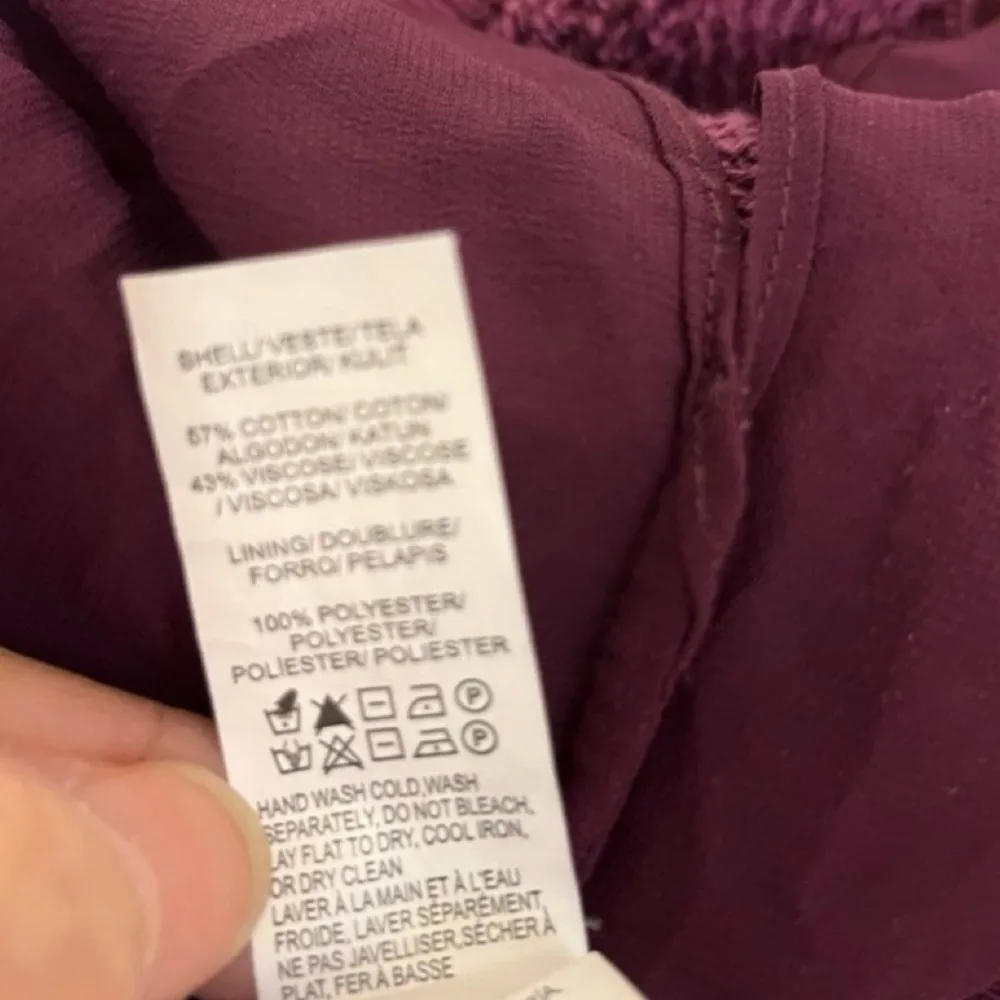 SHELL/ VESTE/ TELA
EXTERIOR/ KULIT
57% COTTON/ COTON/
ALGODON/ KATUN
43% VISCOSE/ VISCOSE
/ VISCOSA/ VISKOSA
LINING/ DOUBLURE/
FORRO/ PELAPIS
100% POLYESTER/
POLYESTER/
POLIESTER/ POLIESTER
P
P
HAND WASH COLD,WASH
SEPARATELY, DO NOT BLEACH,
LAY FLAT TO DRY, COOL IRON,
OR DRY CLEAN
LAVER À LA MAIN ET À L'EAU
FROIDE, LAVER SÉPARÉMENT,
NE PAS JAVELLISER.SÉCHER À
PLAT, FER À BASSE